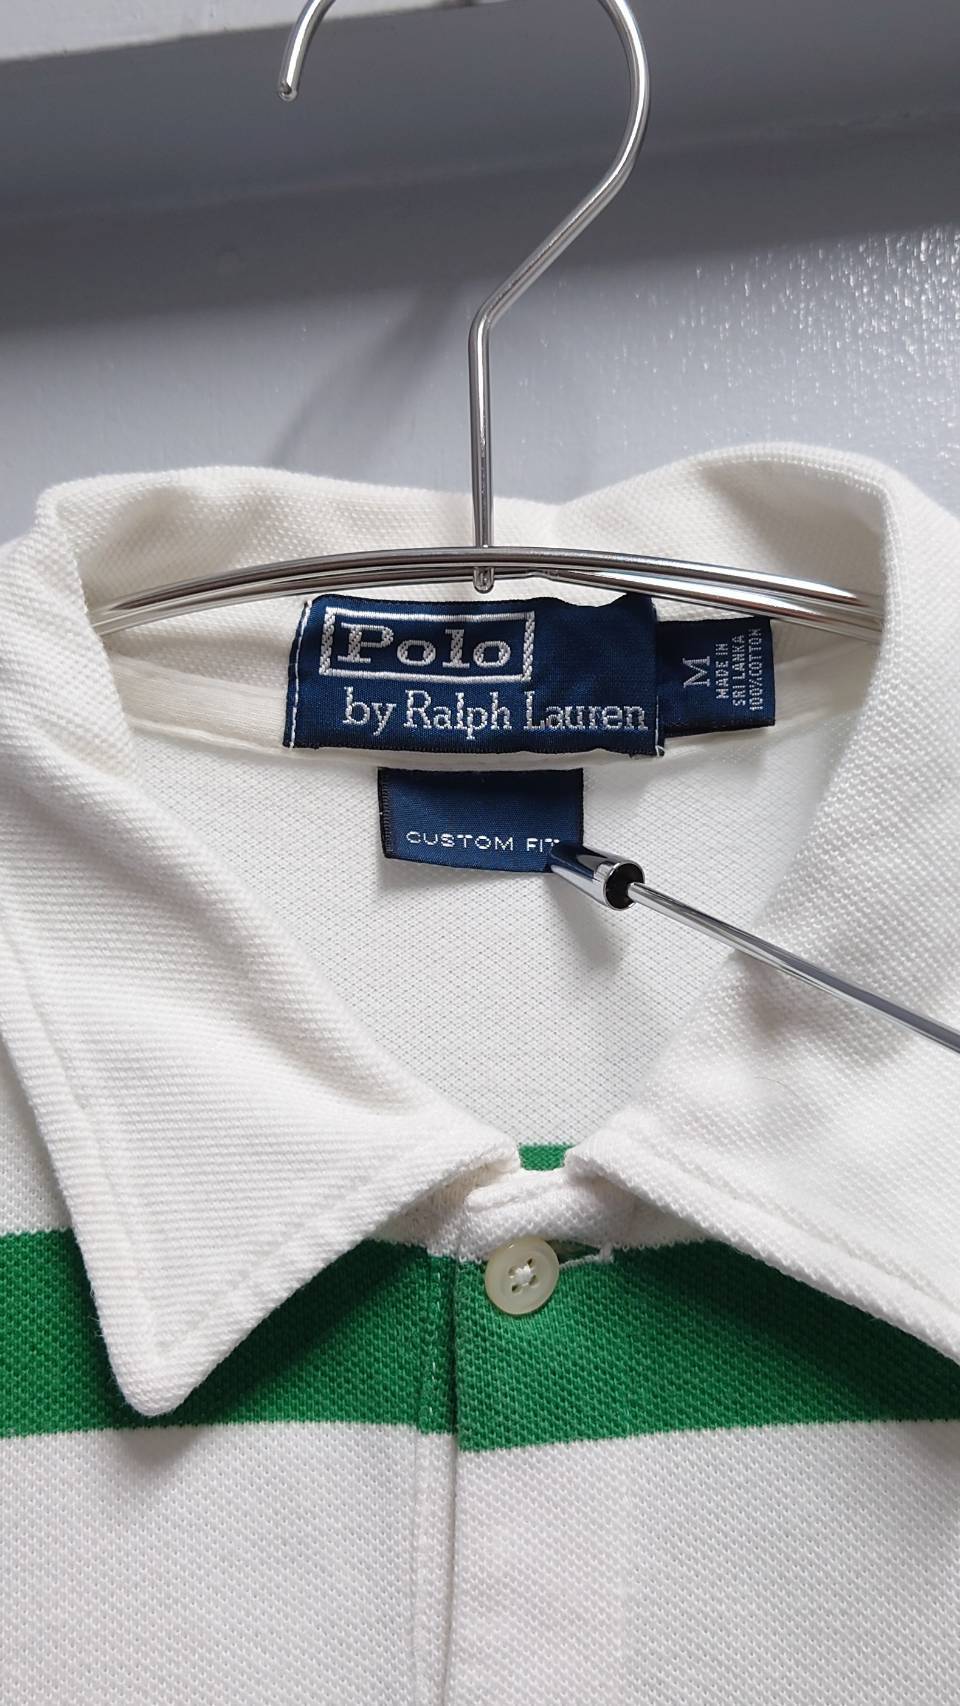 Polo
by Ralph Lauren
M
MADE IN
SRI LANKA
100% COTTON
CUSTOM FIT